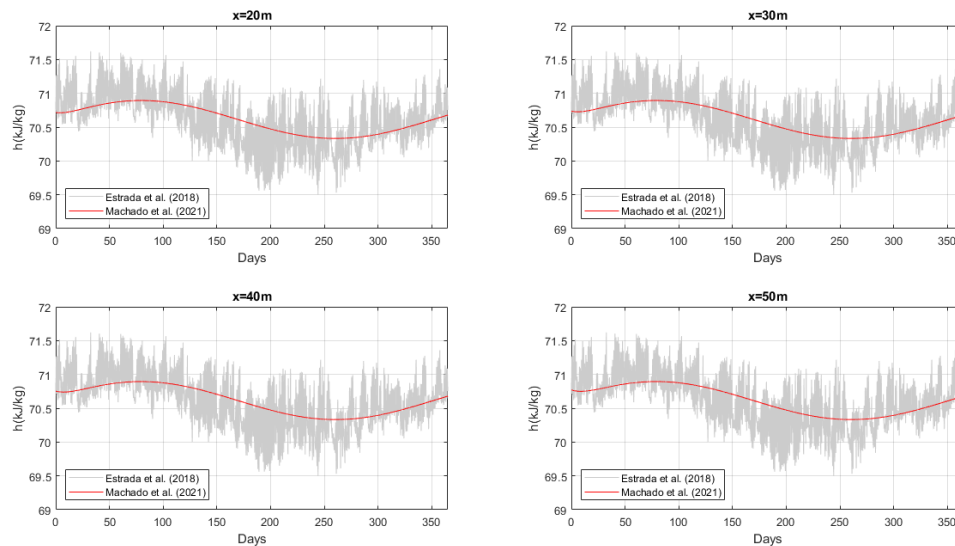 x=20m
72
71.5
71
70.5
70
69.5
69
h(kJ/kg)
Estrada et al. (2018)
Machado et al. (2021)
0 50 100 150 200 250 300 350
Days
x=30m
72
71.5
71
70.5
70
69.5
69
h(kJ/kg)
Estrada et al. (2018)
Machado et al. (2021)
0 50 100 150 200 250 300 350
Days
x=40m
72
71.5
71
70.5
70
69.5
69
h(kJ/kg)
Estrada et al. (2018)
Machado et al. (2021)
0 50 100 150 200 250 300 350
Days
x=50m
72
71.5
71
70.5
70
69.5
69
h(kJ/kg)
Estrada et al. (2018)
Machado et al. (2021)
0 50 100 150 200 250 300 350
Days